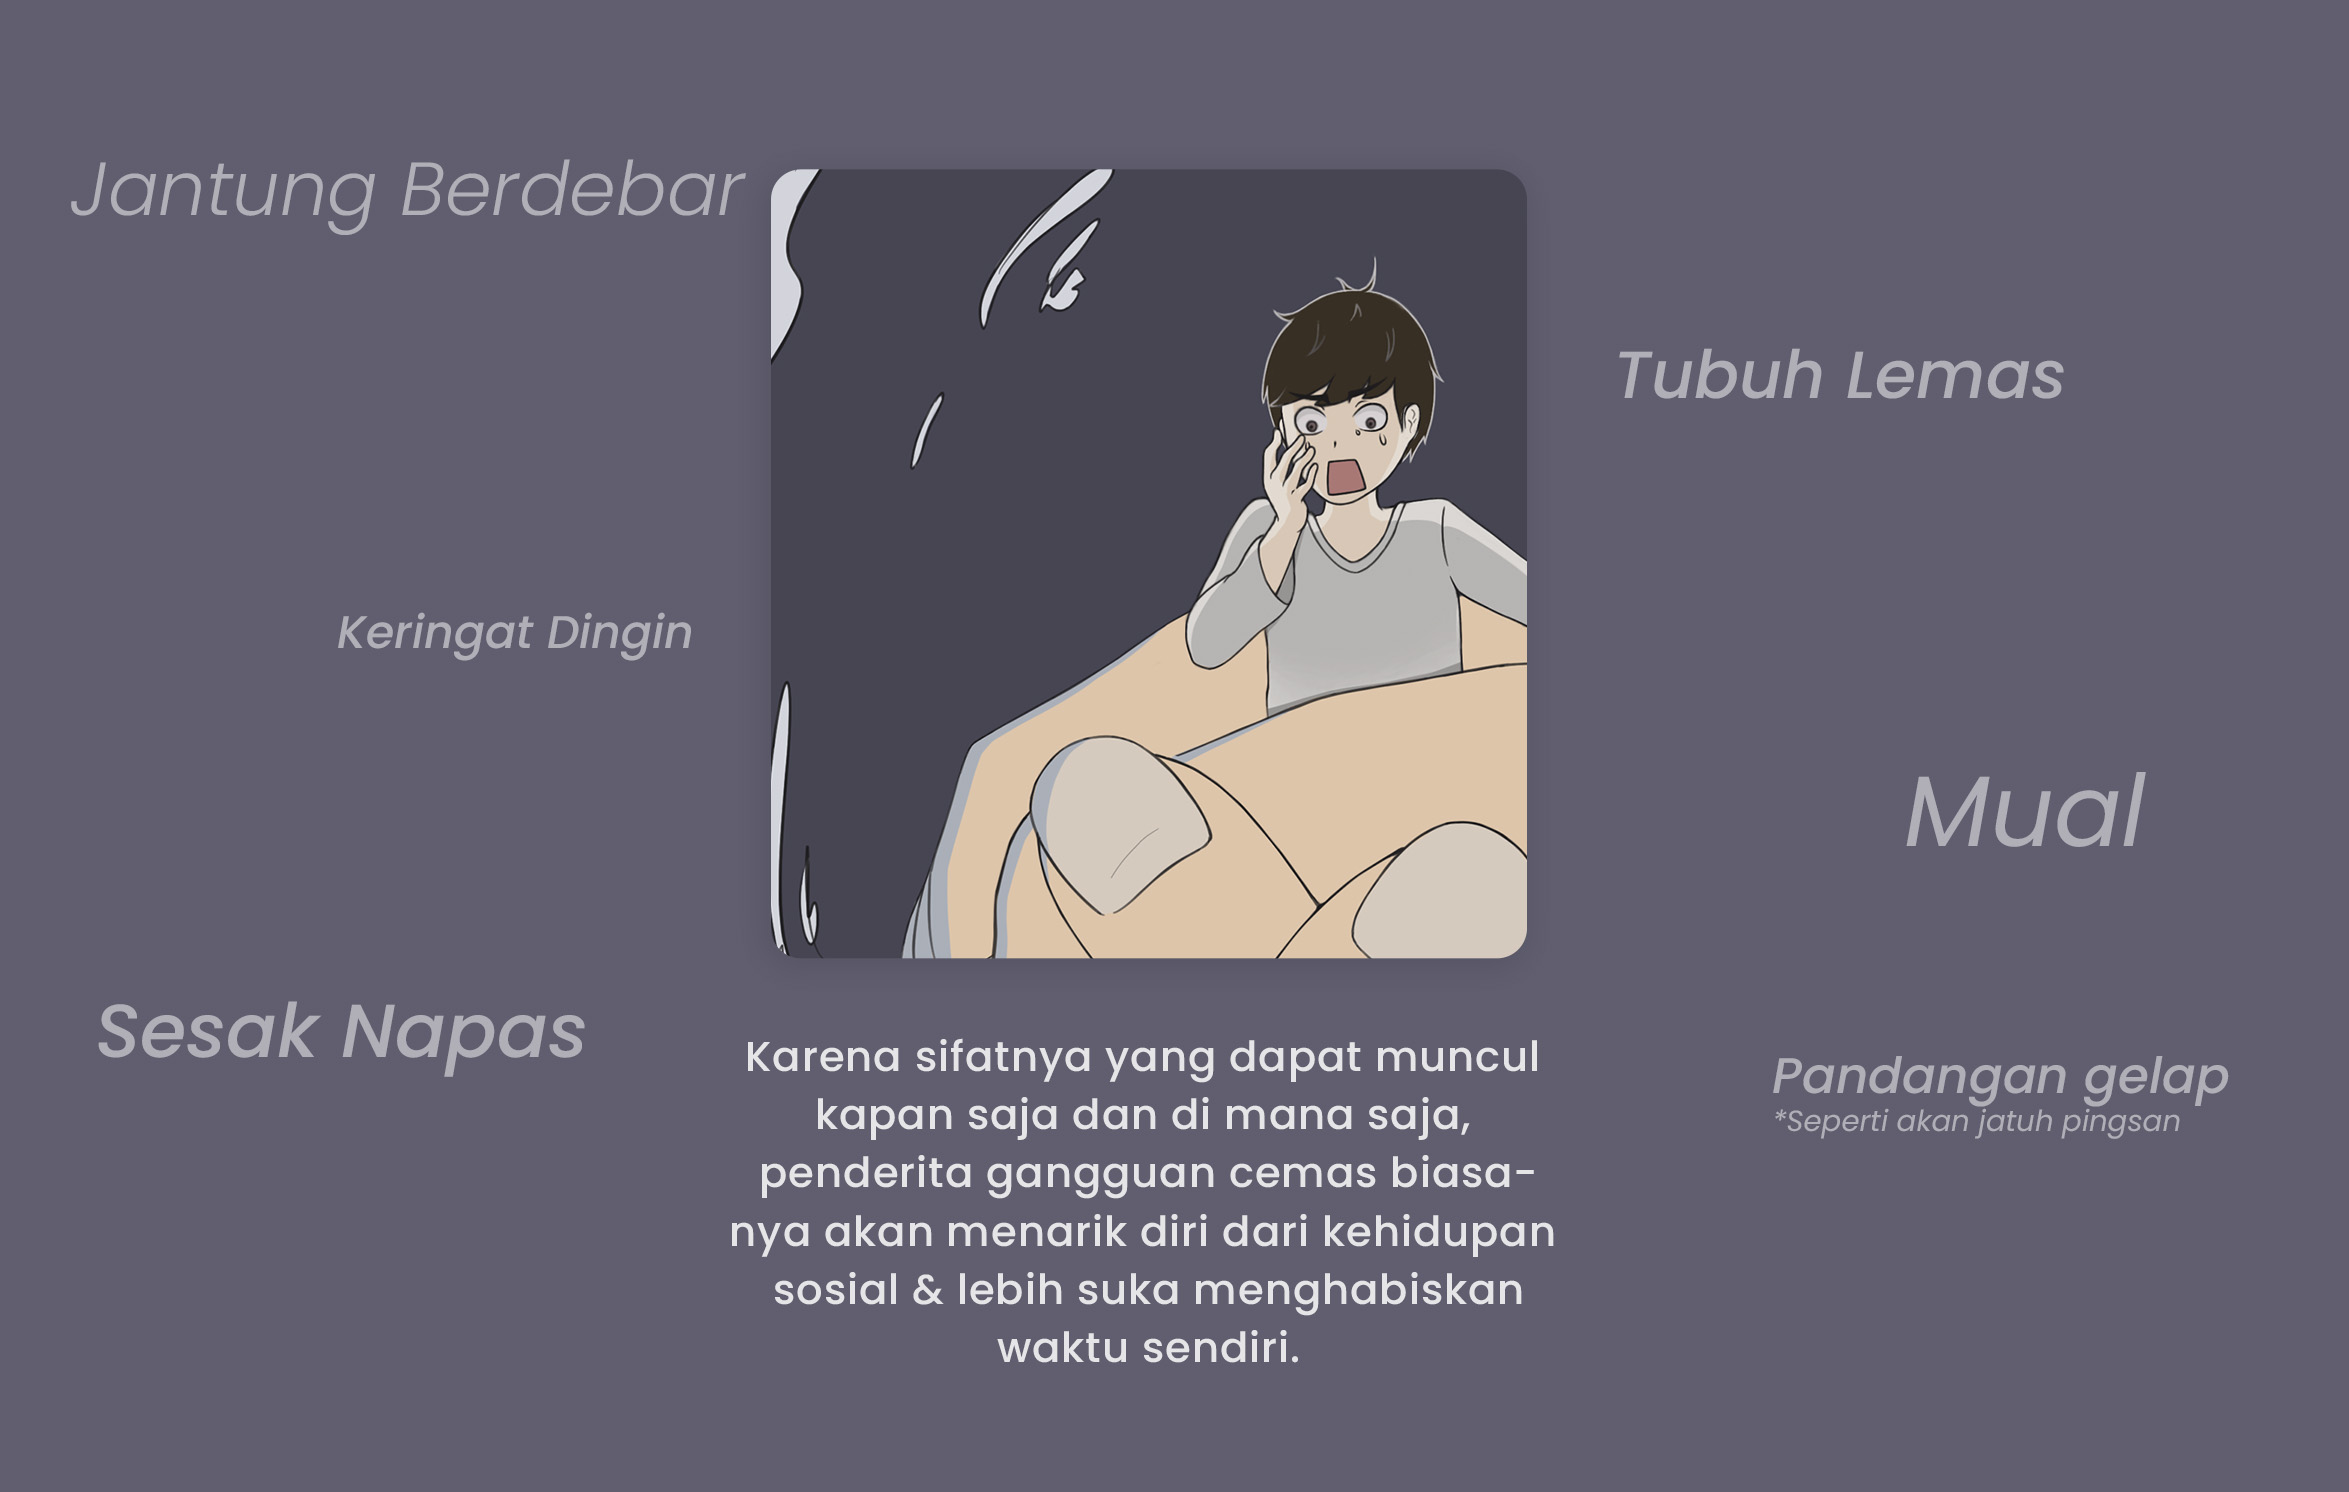 Jantung Berdebar
Tubuh Lemas
Keringat Dingin
Mual
Sesak Napas
Pandangan gelap
*Seperti akan jatuh pingsan
Karena sifatnya yang dapat muncul
kapan saja dan di mana saja,
penderita gangguan cemas biasa-
nya akan menarik diri dari kehidupan
sosial & lebih suka menghabiskan
waktu sendiri.